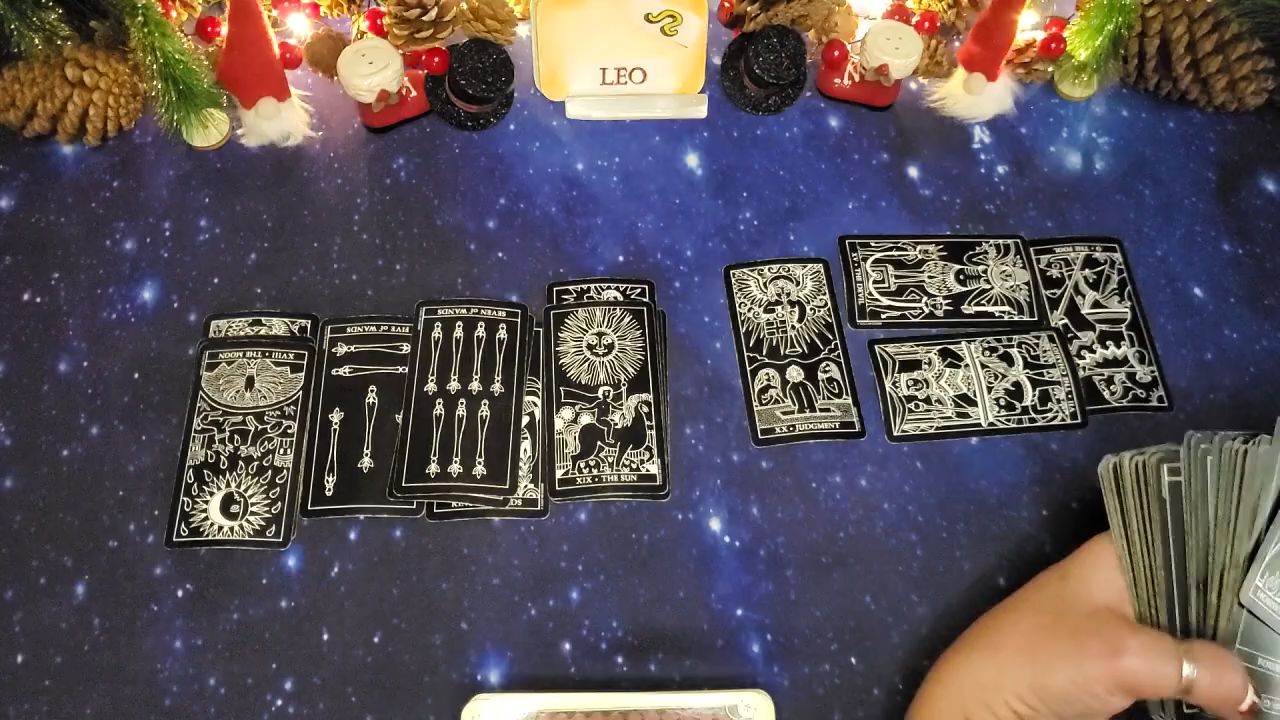 LEO
XVIII • THE MOON
FIVE of WANDS
SEVEN of WANDS
XIX • THE SUN
XX • JUDGMENT
XV • THE DEVIL
0 • THE FOOL